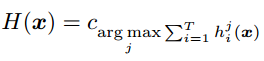 H(𝒙) = c_{arg max_j ∑_{i=1}^{T} h_i^j(𝒙)}